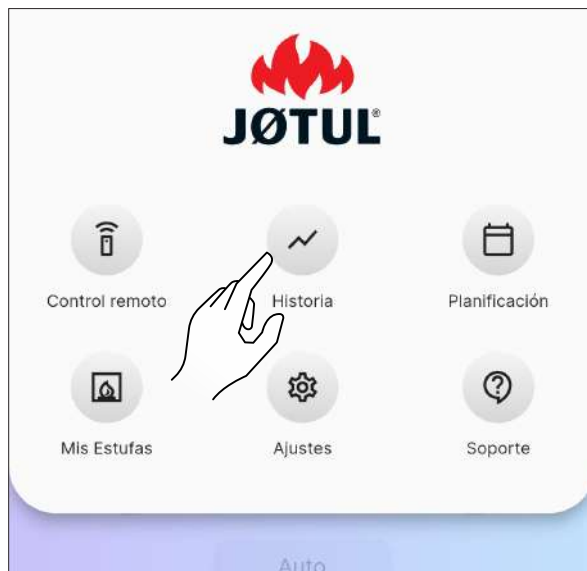 JØTUL®
Control remoto
Historia
Planificación
Mis Estufas
Ajustes
Soporte
Auto